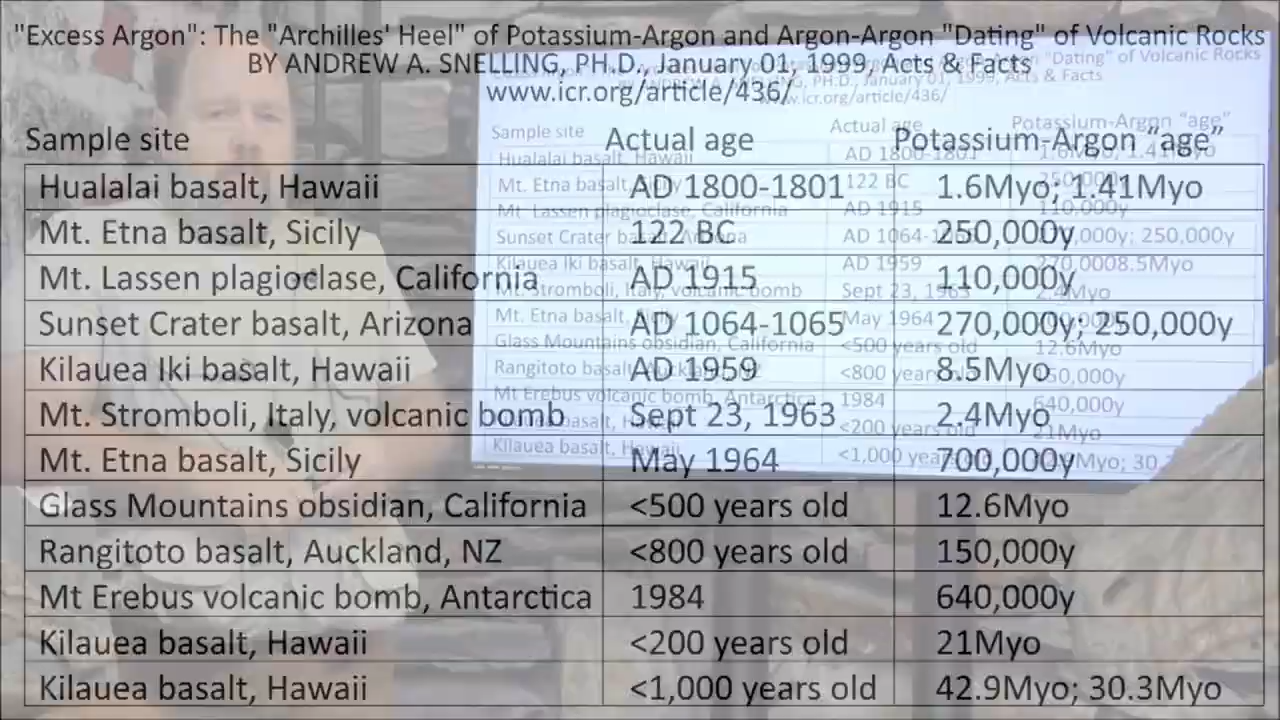 "Excess Argon": The "Archilles' Heel" of Potassium-Argon and Argon-Argon "Dating" of Volcanic Rocks
BY ANDREW A. SNELLING, PH.D., January 01, 1999, Acts & Facts
www.icr.org/article/436/
Sample site Actual age Potassium-Argon “age”
Hualalai basalt, Hawaii AD 1800-1801 1.6Myo; 1.41Myo
Mt. Etna basalt, Sicily 122 BC 250,000y
Mt. Lassen plagioclase, California AD 1915 110,000y
Sunset Crater basalt, Arizona AD 1064-1065 270,000y; 250,000y
Kilauea Iki basalt, Hawaii AD 1959 8.5Myo
Mt. Stromboli, Italy, volcanic bomb Sept 23, 1963 2.4Myo
Mt. Etna basalt, Sicily May 1964 700,000y
Glass Mountains obsidian, California <500 years old 12.6Myo
Rangitoto basalt, Auckland, NZ <800 years old 150,000y
Mt Erebus volcanic bomb, Antarctica 1984 640,000y
Kilauea basalt, Hawaii <200 years old 21Myo
Kilauea basalt, Hawaii <1,000 years old 42.9Myo; 30.3Myo